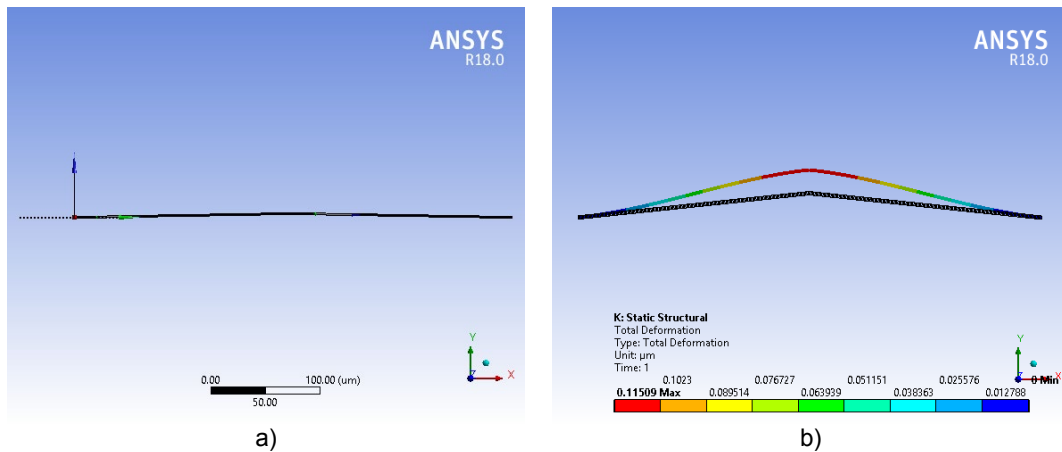 ANSYS
R18.0
Y
X
Z
0.00 100.00 (um)
50.00
a)
ANSYS
R18.0
K: Static Structural
Total Deformation
Type: Total Deformation
Unit: µm
Time: 1
Y
X
Z
0.1023 0.076727 0.051151 0.025576 0 Min
0.11509 Max 0.089514 0.063939 0.038363 0.012788
b)